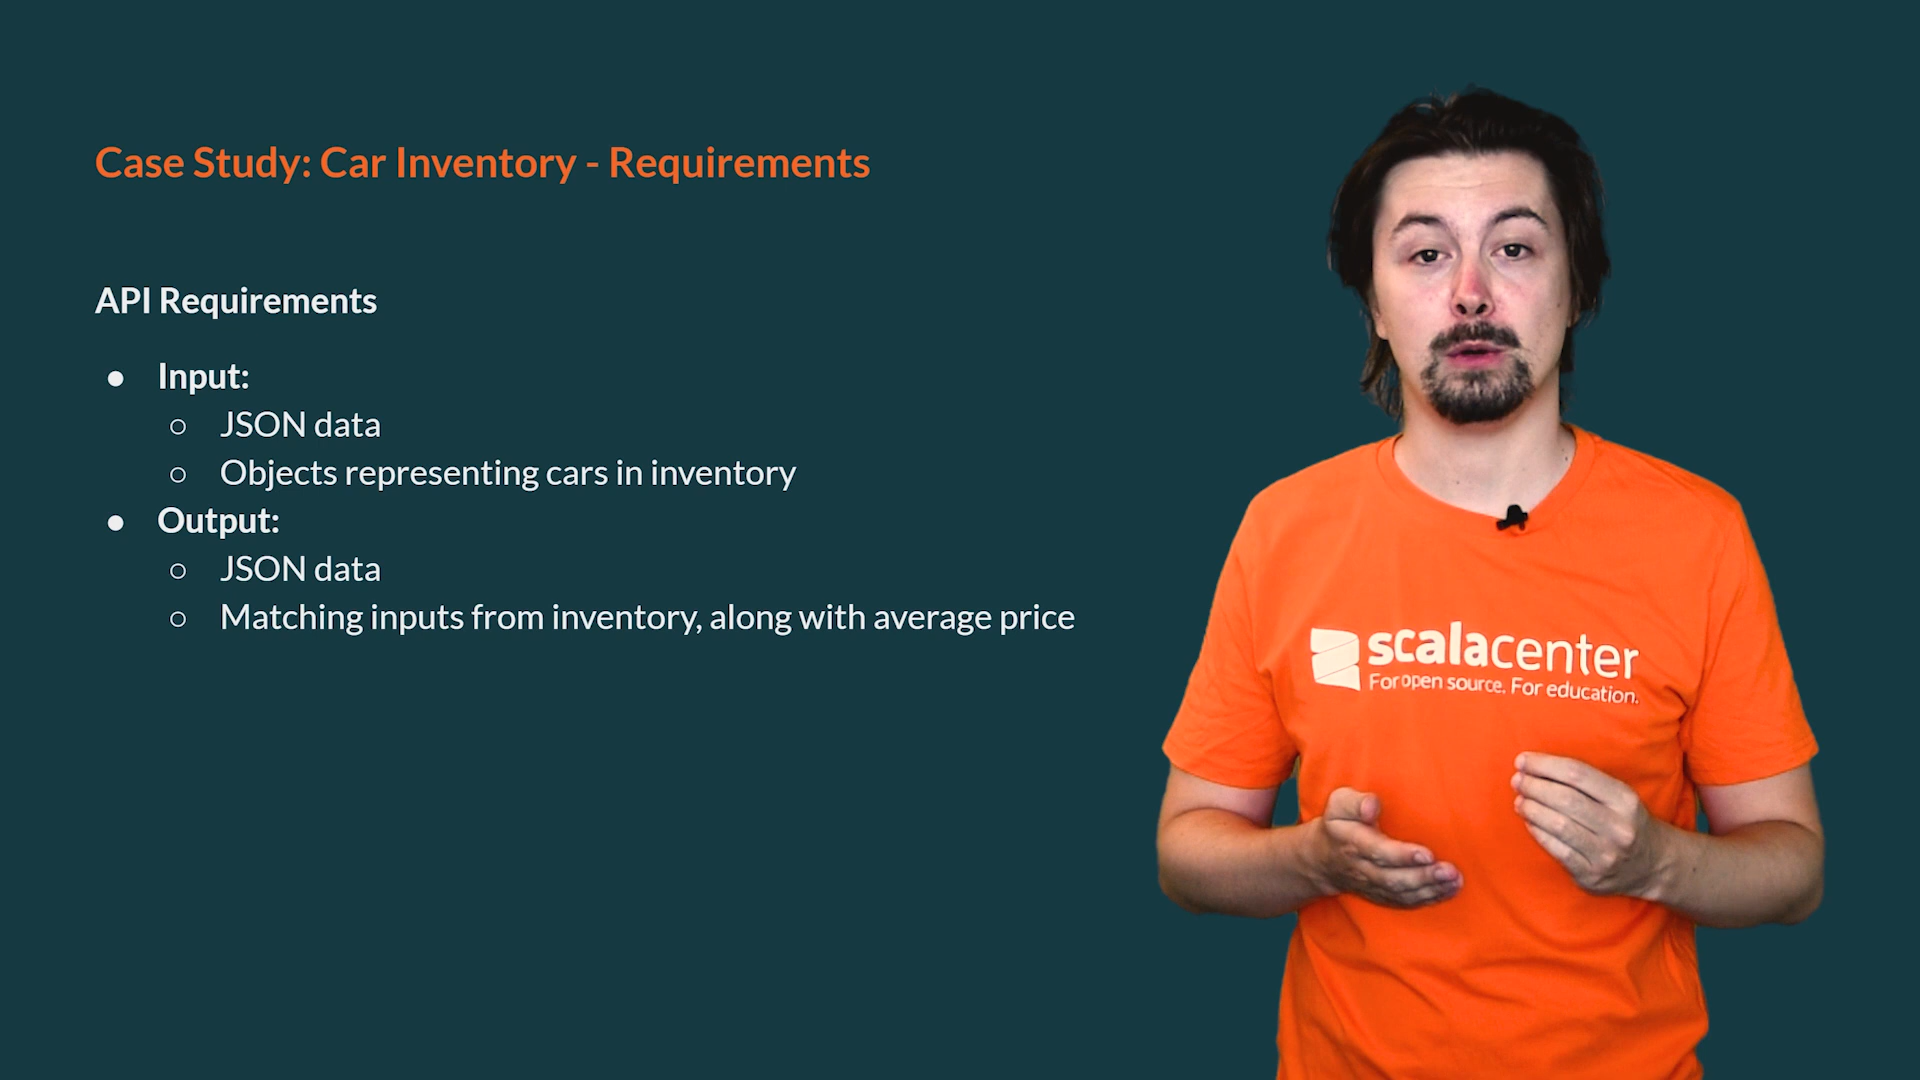 Case Study: Car Inventory - Requirements
API Requirements
● Input:
○ JSON data
○ Objects representing cars in inventory
● Output:
○ JSON data
○ Matching inputs from inventory, along with average price
scalacenter
For open source. For education.